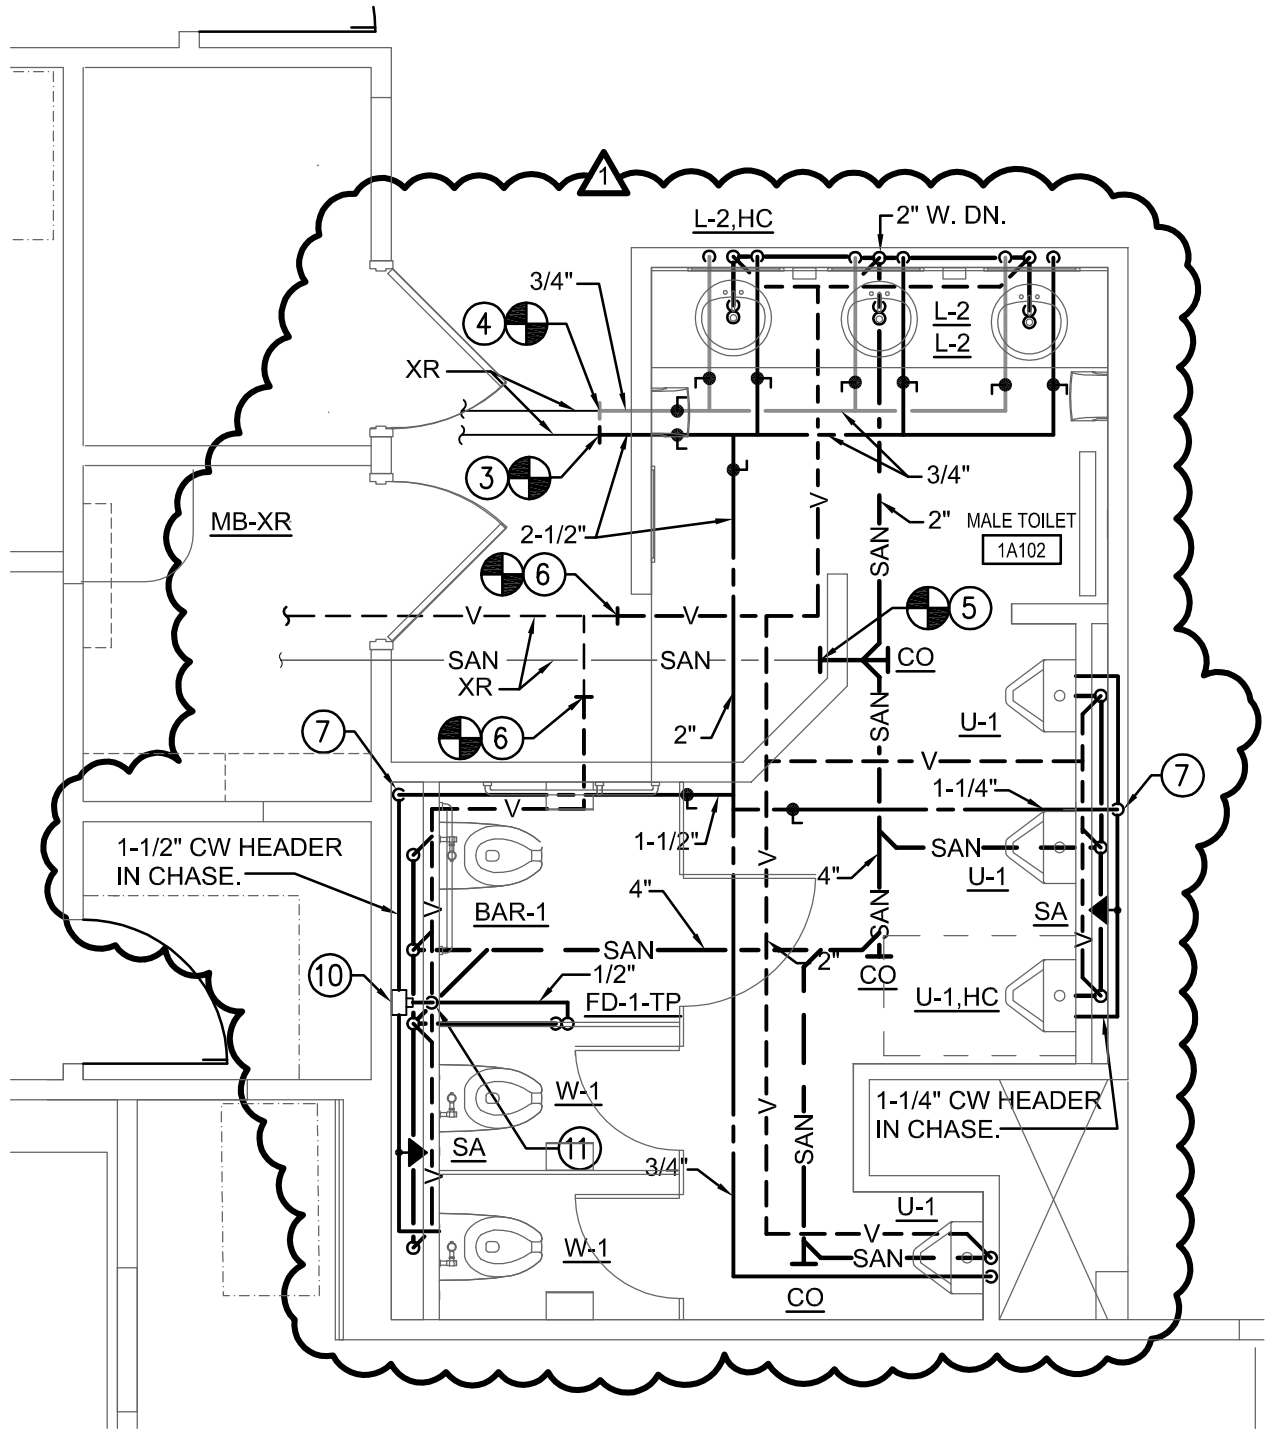 1
L-2,HC
2" W. DN.
3/4"
4
L-2
L-2
XR
3
3/4"
MB-XR
2-1/2"
V
2"
MALE TOILET
1A102
SAN
6
5
V
V
SAN
SAN
CO
XR
SAN
U-1
7
6
2"
V
7
1-1/4"
V
1-1/2"
1-1/2" CW HEADER
IN CHASE.
V
SAN
4"
U-1
V
BAR-1
4"
SAN
SA
SAN
V
2"
CO
10
1/2"
FD-1-TP
U-1,HC
W-1
V
1-1/4" CW HEADER
IN CHASE.
SA
11
SAN
3/4"
V
U-1
V
W-1
SAN
CO